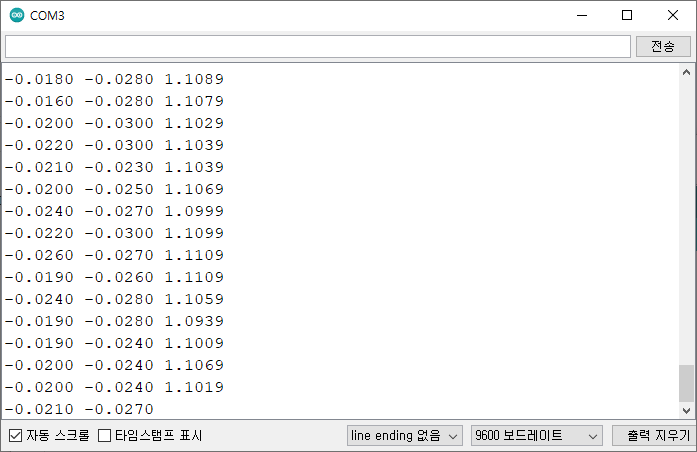 COM3
전송
-0.0180 -0.0280 1.1089
-0.0160 -0.0280 1.1079
-0.0200 -0.0300 1.1029
-0.0220 -0.0300 1.1039
-0.0210 -0.0230 1.1039
-0.0200 -0.0250 1.1069
-0.0240 -0.0270 1.0999
-0.0220 -0.0300 1.1099
-0.0260 -0.0270 1.1109
-0.0190 -0.0260 1.1109
-0.0240 -0.0280 1.1059
-0.0190 -0.0280 1.0939
-0.0190 -0.0240 1.1009
-0.0200 -0.0240 1.1069
-0.0200 -0.0240 1.1019
-0.0210 -0.0270
자동 스크롤 타임스탬프 표시 line ending 없음 9600 보드레이트 출력 지우기